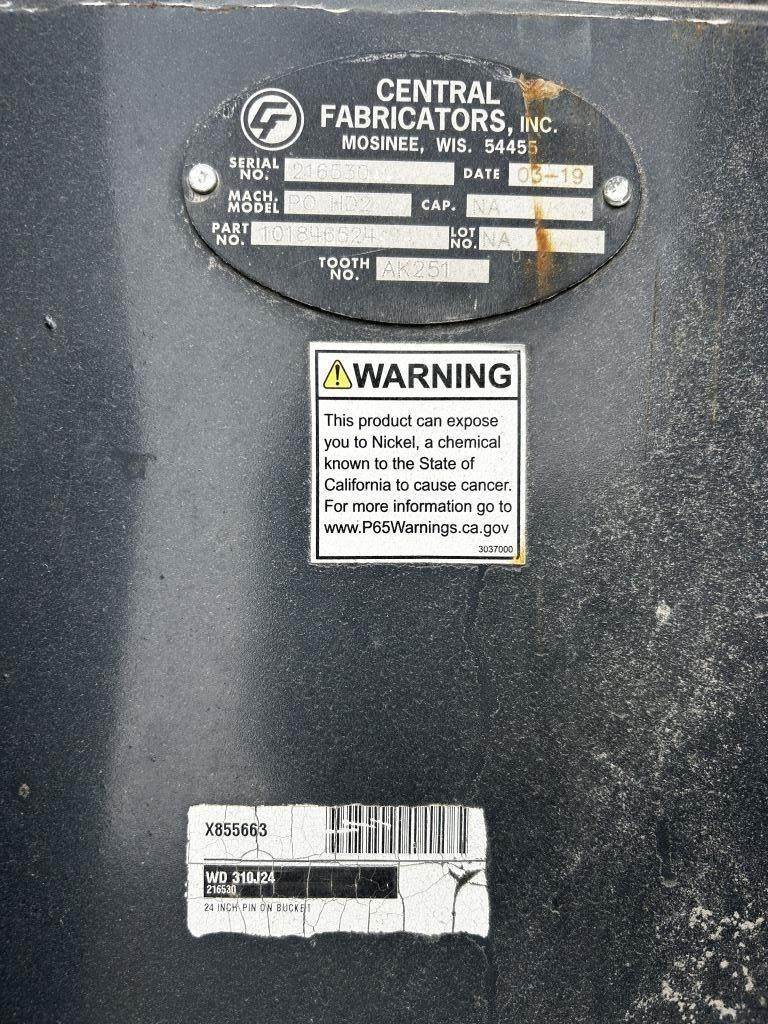 CENTRAL
FABRICATORS, INC.
MOSINEE, WIS. 54455
SERIAL NO. 216530 DATE 03-19
MACH. MODEL PO HD2 CAP. NA
PART NO. 101846524 LOT NO. NA
TOOTH NO. AK251
WARNING
This product can expose
you to Nickel, a chemical
known to the State of
California to cause cancer.
For more information go to
www.P65Warnings.ca.gov
3037000
X855663
WD 310J24
216530
24 INCH PIN ON BUCKET